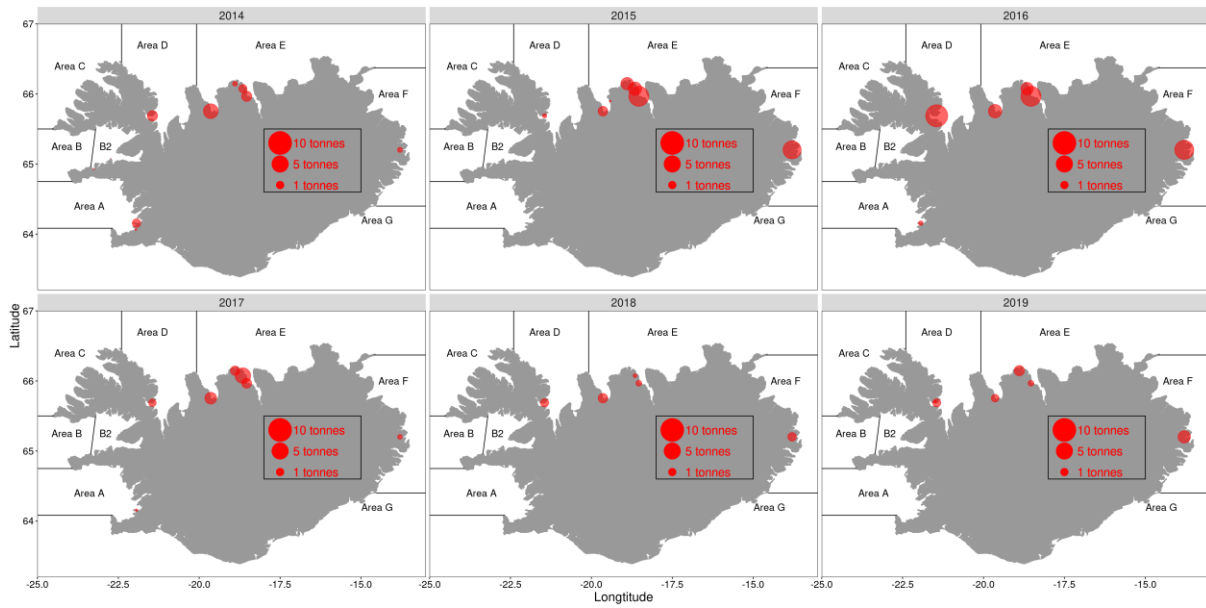 2014
2015
2016
67
Area D
Area E
Area D
Area E
Area D
Area E
Area C
Area C
Area C
66
Area F
Area F
Area F
Area B
B2
10 tonnes
Area B
B2
10 tonnes
Area B
B2
10 tonnes
65
5 tonnes
5 tonnes
5 tonnes
1 tonnes
1 tonnes
1 tonnes
Area A
Area A
Area A
64
Area G
Area G
Area G
2017
2018
2019
67
Latitude
Area D
Area E
Area D
Area E
Area D
Area E
Area C
Area C
Area C
66
Area F
Area F
Area F
Area B
B2
10 tonnes
Area B
B2
10 tonnes
Area B
B2
10 tonnes
65
5 tonnes
5 tonnes
5 tonnes
1 tonnes
1 tonnes
1 tonnes
Area A
Area A
Area A
64
Area G
Area G
Area G
-25.0 -22.5 -20.0 -17.5 -15.0 -25.0 -22.5 -20.0 -17.5 -15.0 -25.0 -22.5 -20.0 -17.5 -15.0
Longtitude